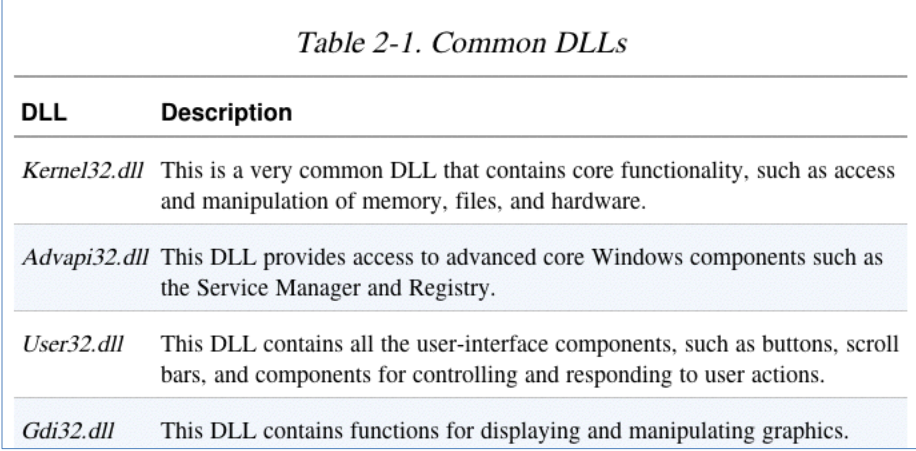 Table 2-1. Common DLLs
DLL Description
Kernel32.dll This is a very common DLL that contains core functionality, such as access
and manipulation of memory, files, and hardware.
Advapi32.dll This DLL provides access to advanced core Windows components such as
the Service Manager and Registry.
User32.dll This DLL contains all the user-interface components, such as buttons, scroll
bars, and components for controlling and responding to user actions.
Gdi32.dll This DLL contains functions for displaying and manipulating graphics.